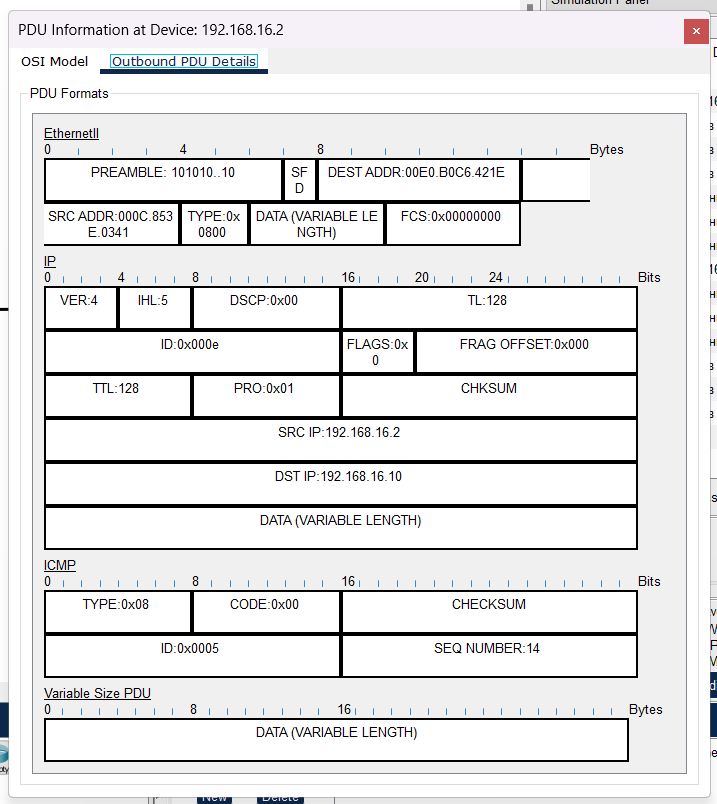 Simulation Panel
PDU Information at Device: 192.168.16.2
OSI Model
Outbound PDU Details
PDU Formats
EthernetII
0 4 8 Bytes
PREAMBLE: 101010..10
SF
D
DEST ADDR:00E0.B0C6.421E
SRC ADDR:000C.853
E.0341
TYPE:0x
0800
DATA (VARIABLE LE
NGTH)
FCS:0x00000000
IP
0 4 8 16 20 24 Bits
VER:4
IHL:5
DSCP:0x00
TL:128
ID:0x000e
FLAGS:0x
0
FRAG OFFSET:0x000
TTL:128
PRO:0x01
CHKSUM
SRC IP:192.168.16.2
DST IP:192.168.16.10
DATA (VARIABLE LENGTH)
ICMP
0 8 16 Bits
TYPE:0x08
CODE:0x00
CHECKSUM
ID:0x0005
SEQ NUMBER:14
Variable Size PDU
0 8 16 Bytes
DATA (VARIABLE LENGTH)
New
Delete